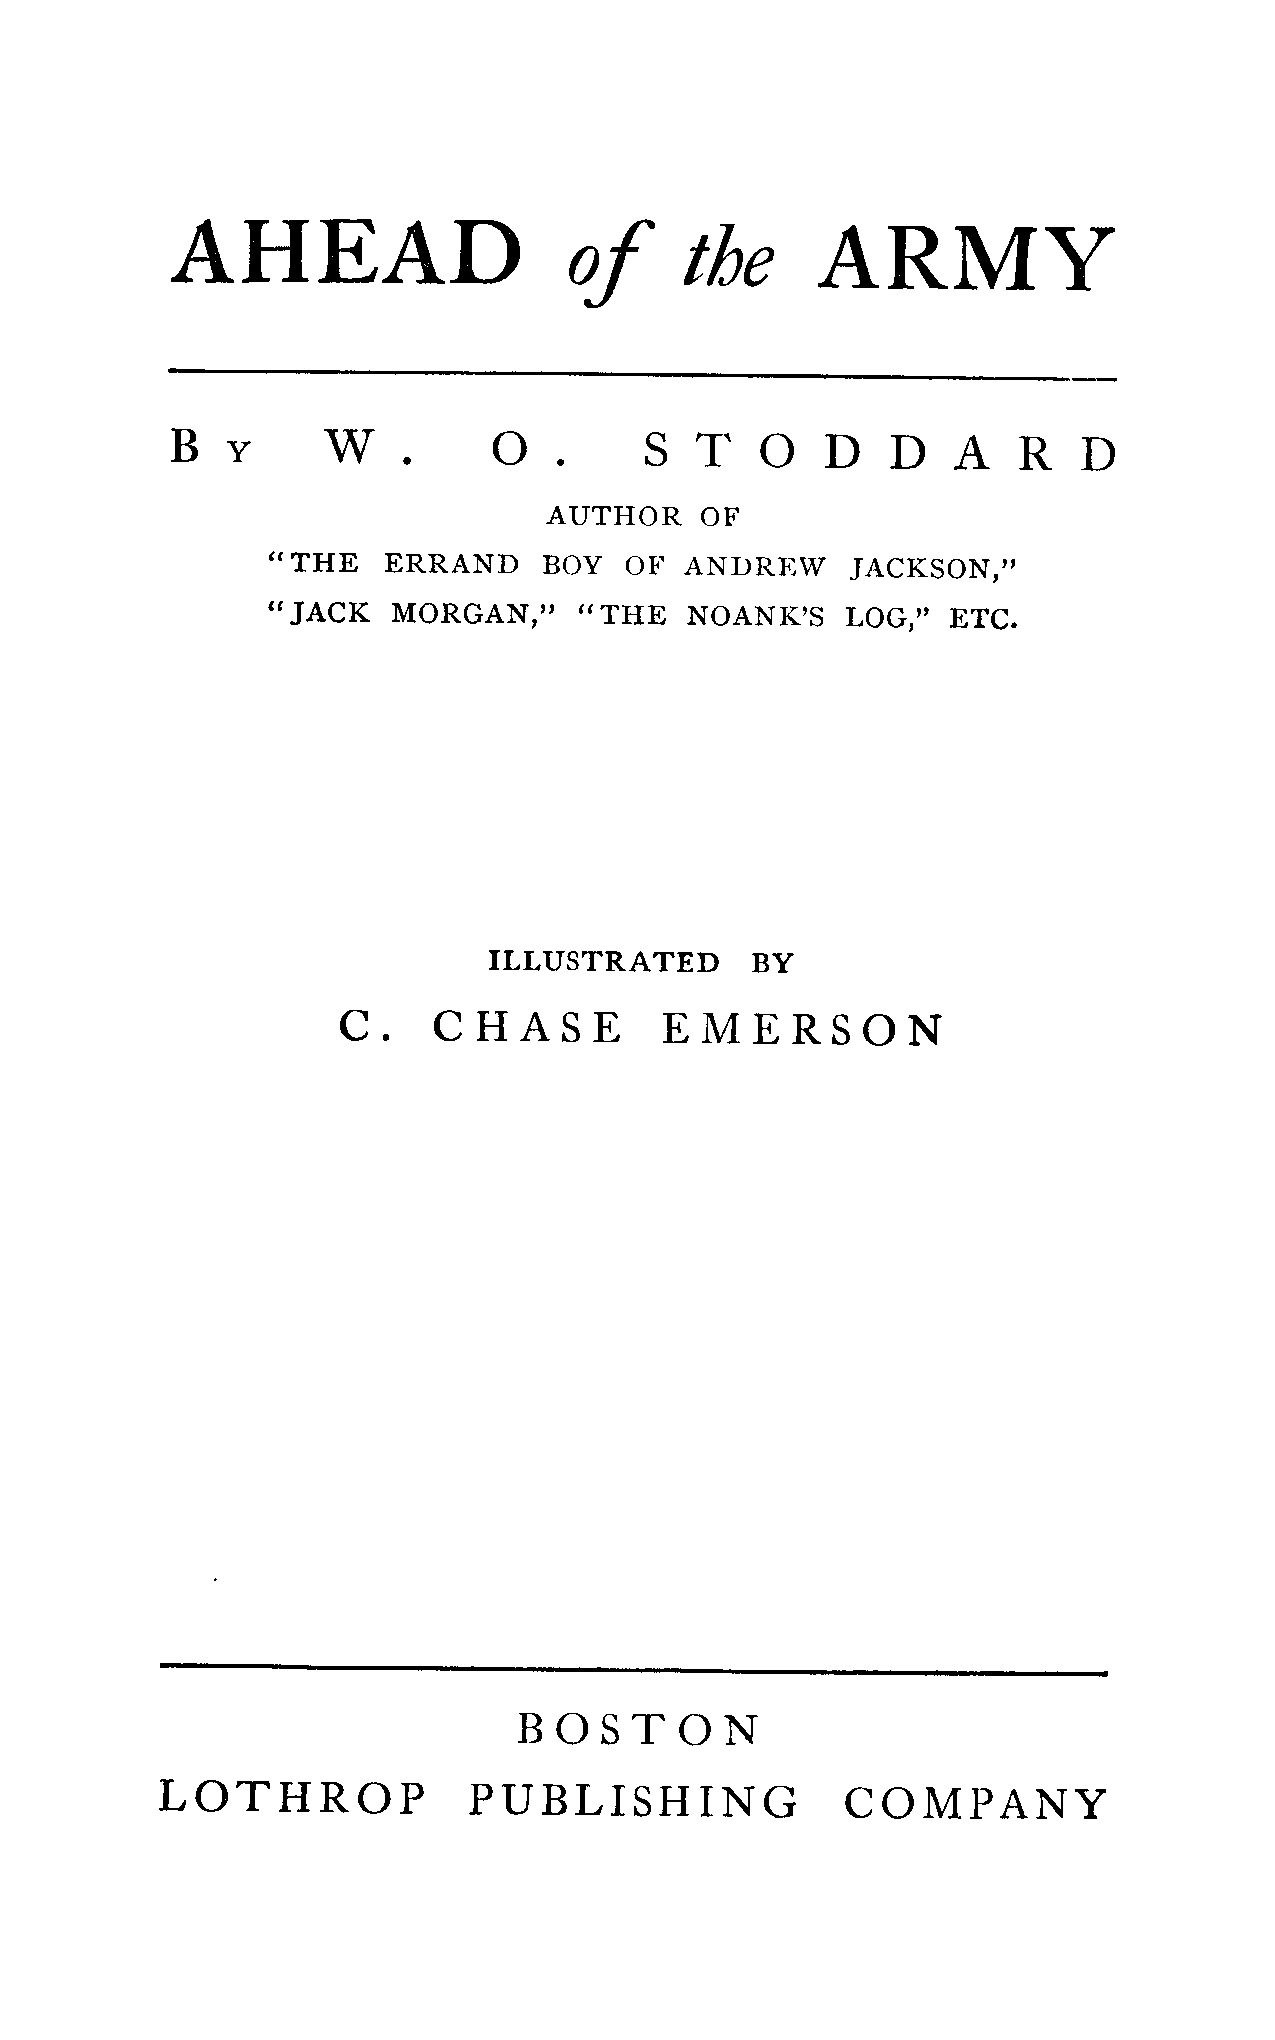 AHEAD of the ARMY
By W. O. STODDARD
AUTHOR OF
“THE ERRAND BOY OF ANDREW JACKSON,”
“JACK MORGAN,” “THE NOANK’S LOG,” ETC.
ILLUSTRATED BY
C. CHASE EMERSON
BOSTON
LOTHROP PUBLISHING COMPANY